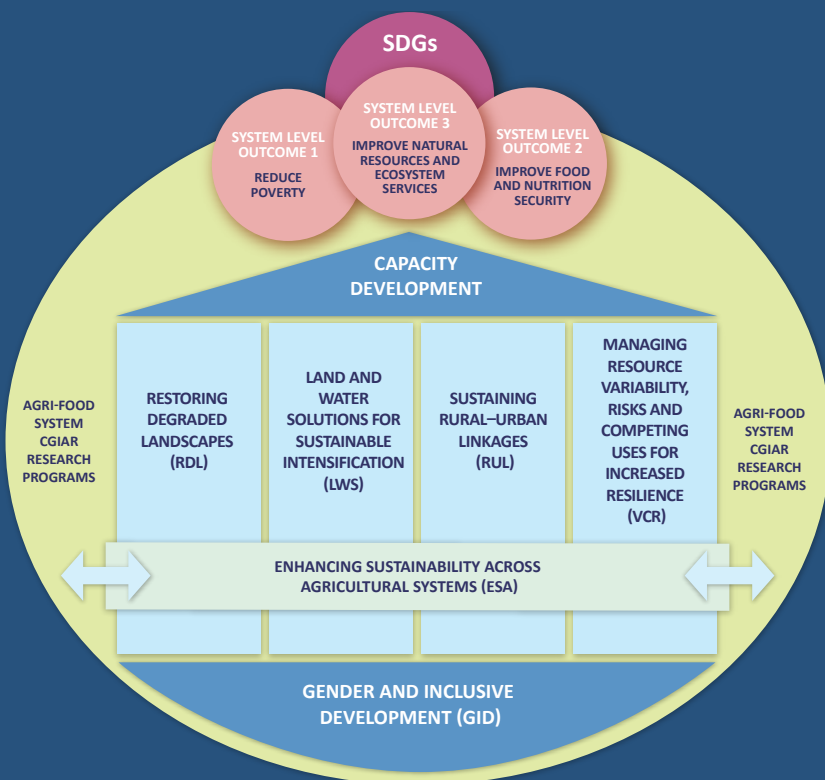 SDGs
SYSTEM LEVEL
OUTCOME 1
REDUCE
POVERTY
SYSTEM LEVEL
OUTCOME 3
IMPROVE NATURAL
RESOURCES AND
ECOSYSTEM
SERVICES
SYSTEM LEVEL
OUTCOME 2
IMPROVE FOOD
AND NUTRITION
SECURITY
CAPACITY
DEVELOPMENT
AGRI-FOOD
SYSTEM
CGIAR
RESEARCH
PROGRAMS
RESTORING
DEGRADED
LANDSCAPES
(RDL)
LAND AND
WATER
SOLUTIONS FOR
SUSTAINABLE
INTENSIFICATION
(LWS)
SUSTAINING
RURAL–URBAN
LINKAGES
(RUL)
MANAGING
RESOURCE
VARIABILITY,
RISKS AND
COMPETING
USES FOR
INCREASED
RESILIENCE
(VCR)
AGRI-FOOD
SYSTEM
CGIAR
RESEARCH
PROGRAMS
ENHANCING SUSTAINABILITY ACROSS
AGRICULTURAL SYSTEMS (ESA)
GENDER AND INCLUSIVE
DEVELOPMENT (GID)